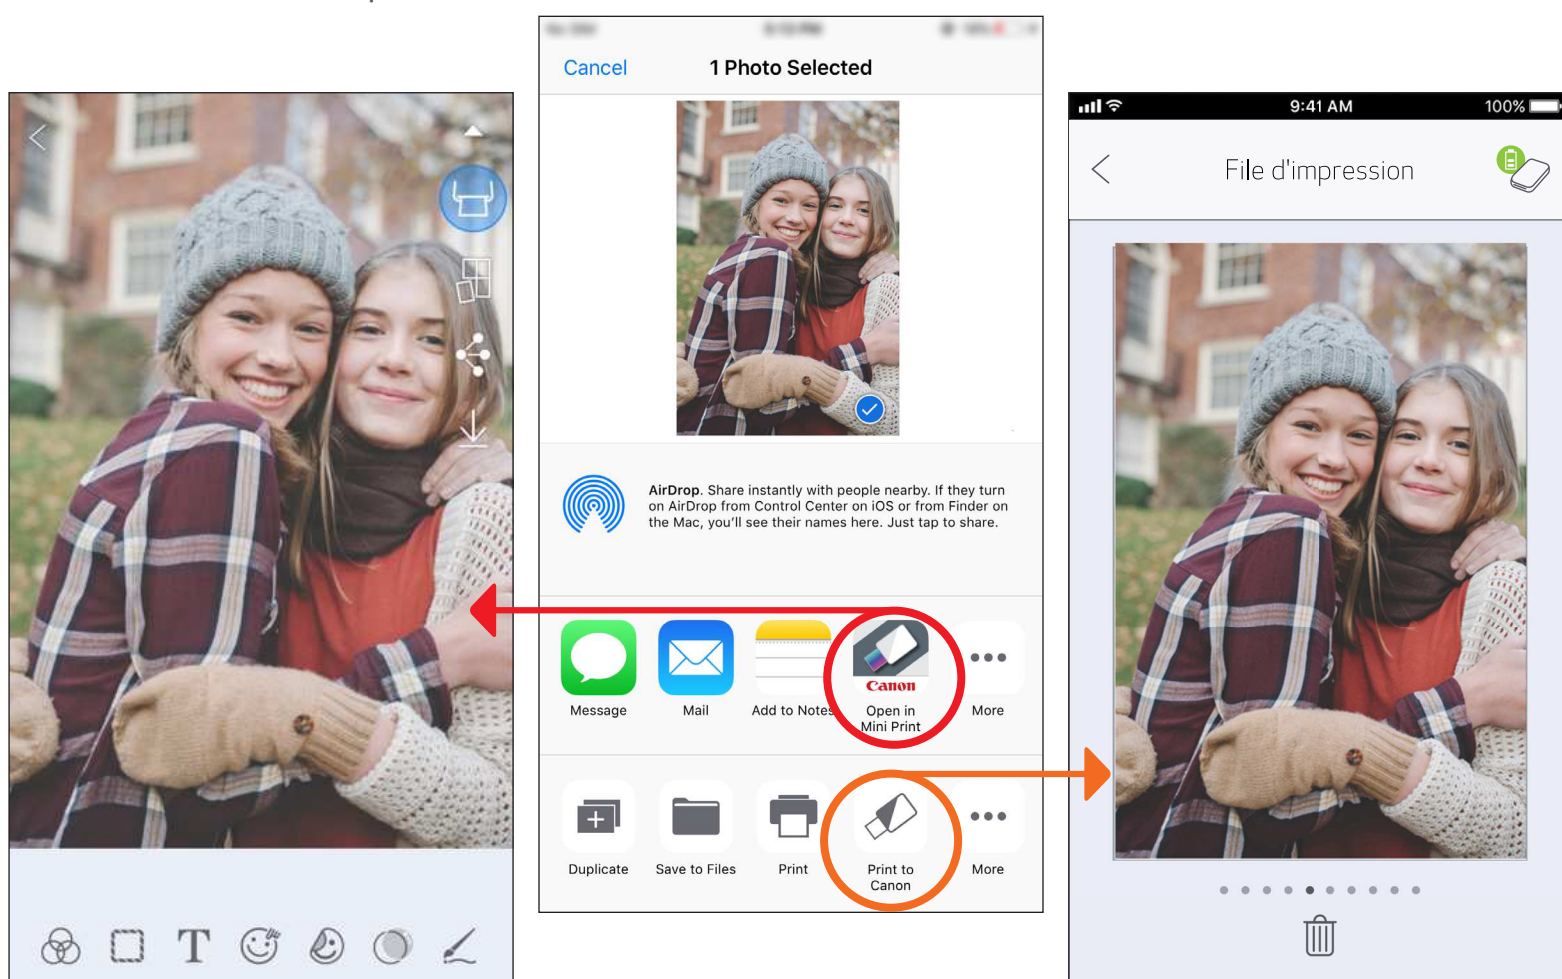 Cancel
1 Photo Selected
AirDrop. Share instantly with people nearby. If they turn
on AirDrop from Control Center on iOS or from Finder on
the Mac, you'll see their names here. Just tap to share.
Canon
Message
Mail
Add to Notes
Open in
Mini Print
More
Duplicate
Save to Files
Print
Print to
Canon
More
9:41 AM
100%
File d'impression
T